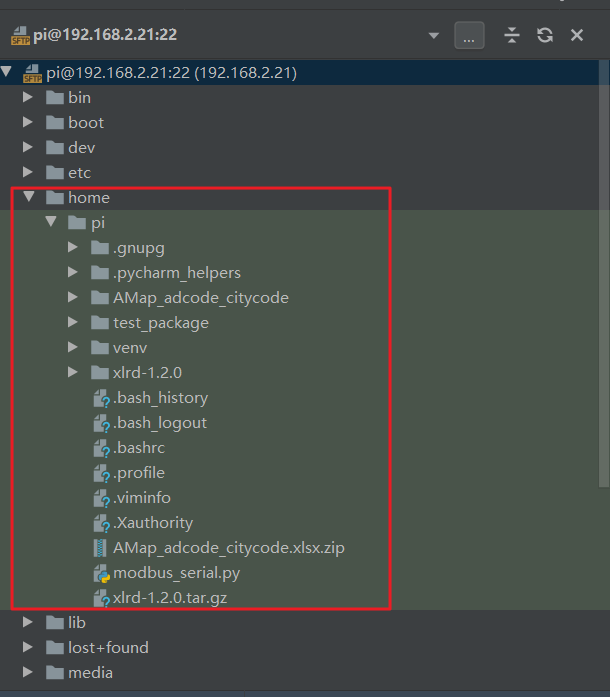 pi@192.168.2.21:22
...
SFTP
pi@192.168.2.21:22 (192.168.2.21)
SFTP
bin
boot
dev
etc
home
pi
.gnupg
.pycharm_helpers
AMap_adcode_citycode
test_package
venv
xlrd-1.2.0
.bash_history
.bash_logout
.bashrc
.profile
.viminfo
.Xauthority
AMap_adcode_citycode.xlsx.zip
modbus_serial.py
xlrd-1.2.0.tar.gz
lib
lost+found
media